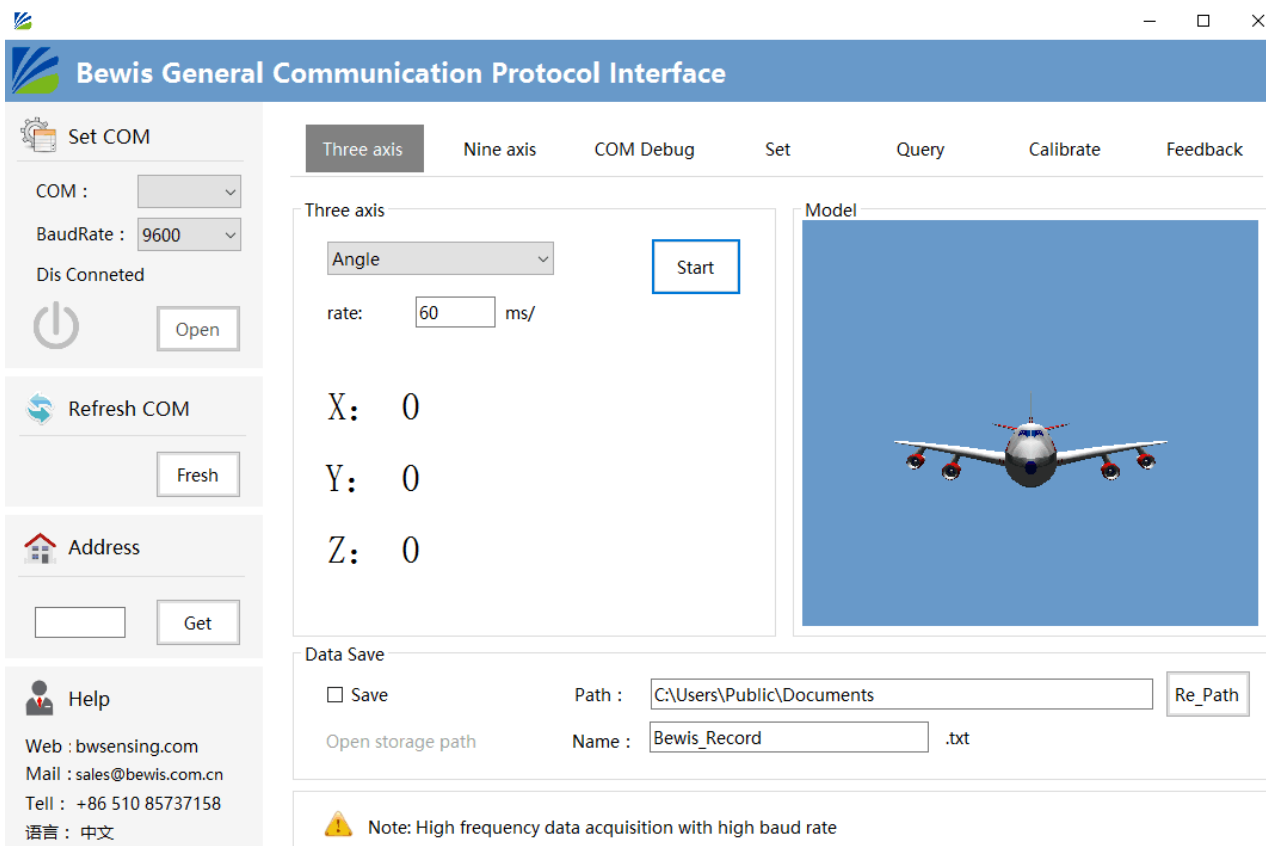 Bewis General Communication Protocol Interface
Set COM
COM :
BaudRate : 9600
Dis Conneted
Open
Refresh COM
Fresh
Address
Get
Help
Web : bwsensing.com
Mail : sales@bewis.com.cn
Tell : +86 510 85737158
语言： 中文
Three axis Nine axis COM Debug Set Query Calibrate Feedback
Three axis
Angle
Start
rate: 60 ms/
X: 0
Y: 0
Z: 0
Model
Data Save
Save Path : C:\Users\Public\Documents Re_Path
Open storage path Name : Bewis_Record .txt
Note: High frequency data acquisition with high baud rate